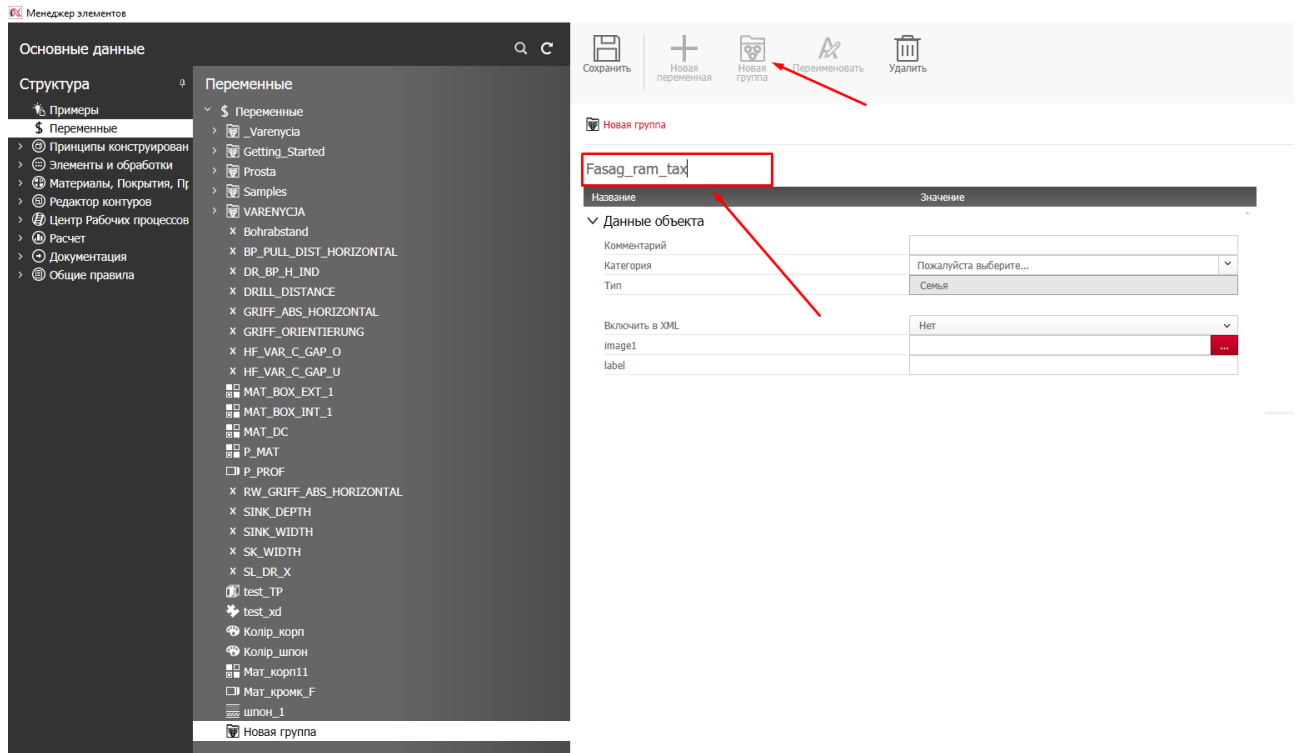 Менеджер элементов
Основные данные
Структура
Примеры
$ Переменные
Принципы конструирован
Элементы и обработки
Материалы, Покрытия, Пр
Редактор контуров
Центр Рабочих процессов
Расчет
Документация
Общие правила
Переменные
$ Переменные
_Varenycia
Getting_Started
Prosta
Samples
VARENYCJA
x Bohrabstand
x BP_PULL_DIST_HORIZONTAL
x DR_BP_H_IND
x DRILL_DISTANCE
x GRIFF_ABS_HORIZONTAL
x GRIFF_ORIENTIERUNG
x HF_VAR_C_GAP_O
x HF_VAR_C_GAP_U
MAT_BOX_EXT_1
MAT_BOX_INT_1
MAT_DC
P_MAT
P_PROF
x RW_GRIFF_ABS_HORIZONTAL
x SINK_DEPTH
x SINK_WIDTH
x SK_WIDTH
x SL_DR_X
test_TP
test_xd
Колір_корп
Колір_шпон
Мат_корп11
Мат_кромк_F
шпон_1
Новая группа
Сохранить
Новая
переменная
Новая
группа
Переименовать
Удалить
Новая группа
Fasag_ram_tax
Название Значение
Данные объекта
Комментарий
Категория Пожалуйста выберите...
Тип Семья
Включить в XML Нет
image1 ...
label